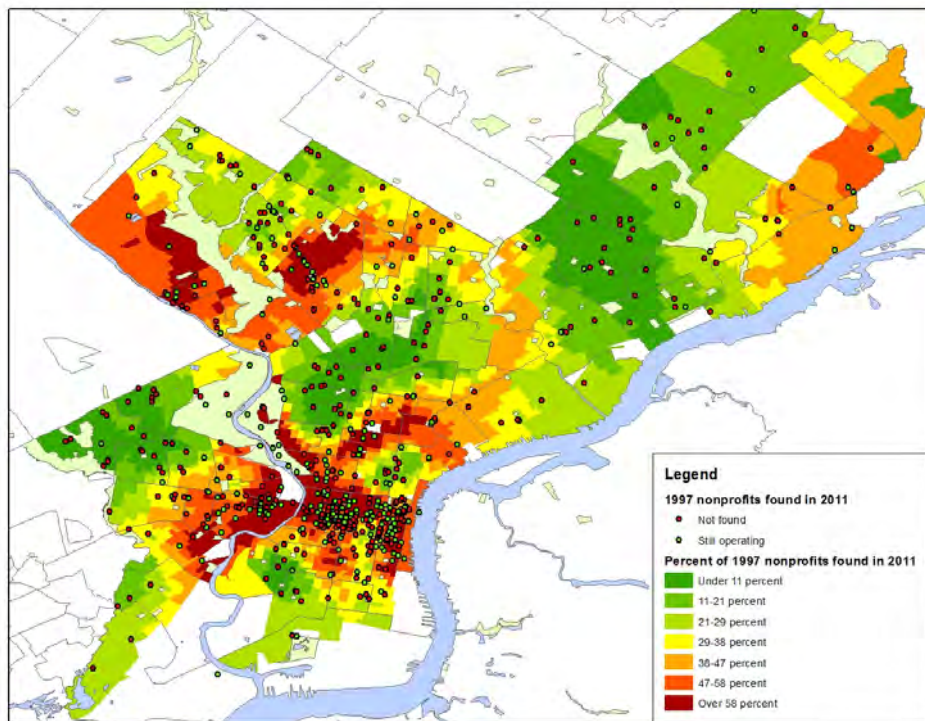 Legend
1997 nonprofits found in 2011
Not found
Still operating
Percent of 1997 nonprofits found in 2011
Under 11 percent
11-21 percent
21-29 percent
29-38 percent
38-47 percent
47-58 percent
Over 58 percent